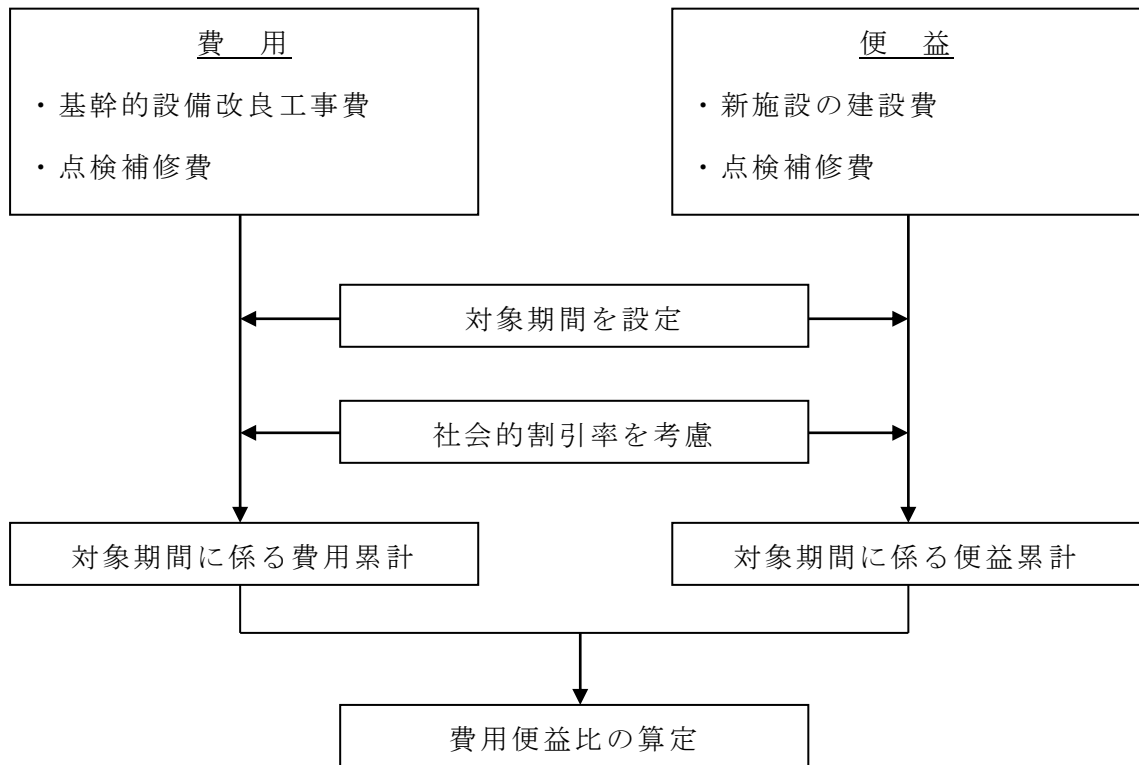 費　用
・基幹的設備改良工事費
・点検補修費
便　益
・新施設の建設費
・点検補修費
対象期間を設定
社会的割引率を考慮
対象期間に係る費用累計
対象期間に係る便益累計
費用便益比の算定